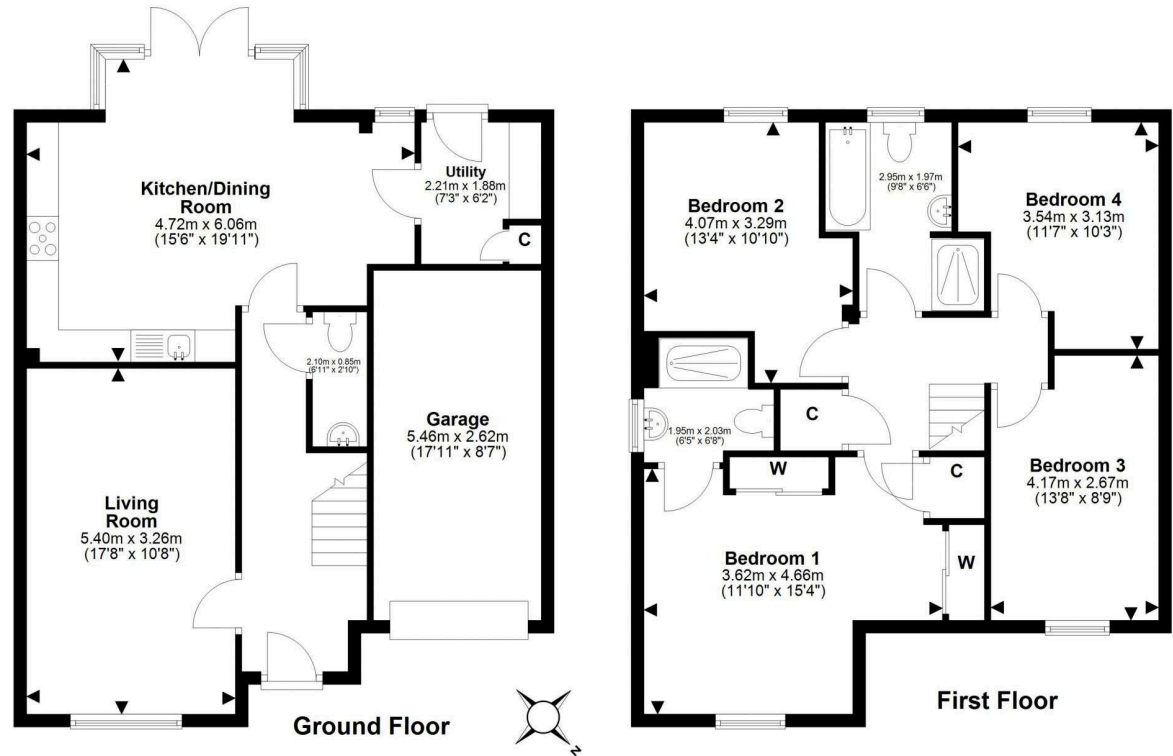 Kitchen/Dining
Room
4.72m x 6.06m
(15'6" x 19'11")
Utility
2.21m x 1.88m
(7'3" x 6'2")
C
2.10m x 0.85m
(6'11" x 2'10")
Garage
5.46m x 2.62m
(17'11" x 8'7")
Living
Room
5.40m x 3.26m
(17'8" x 10'8")
Ground Floor
N
Bedroom 2
4.07m x 3.29m
(13'4" x 10'10")
2.95m x 1.97m
(9'8" x 6'6")
Bedroom 4
3.54m x 3.13m
(11'7" x 10'3")
1.95m x 2.03m
(6'5" x 6'8")
C
W
C
Bedroom 3
4.17m x 2.67m
(13'8" x 8'9")
Bedroom 1
3.62m x 4.66m
(11'10" x 15'4")
W
First Floor